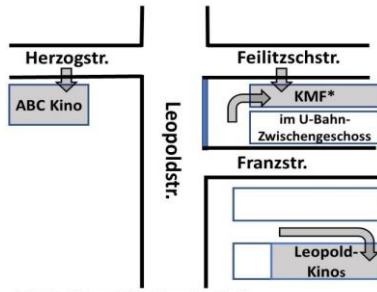 Herzogstr.
Feilitzschstr.
ABC Kino
KMF*
im U-Bahn-
Zwischengeschoss
Leopoldstr.
Franzstr.
Leopold-
Kinos